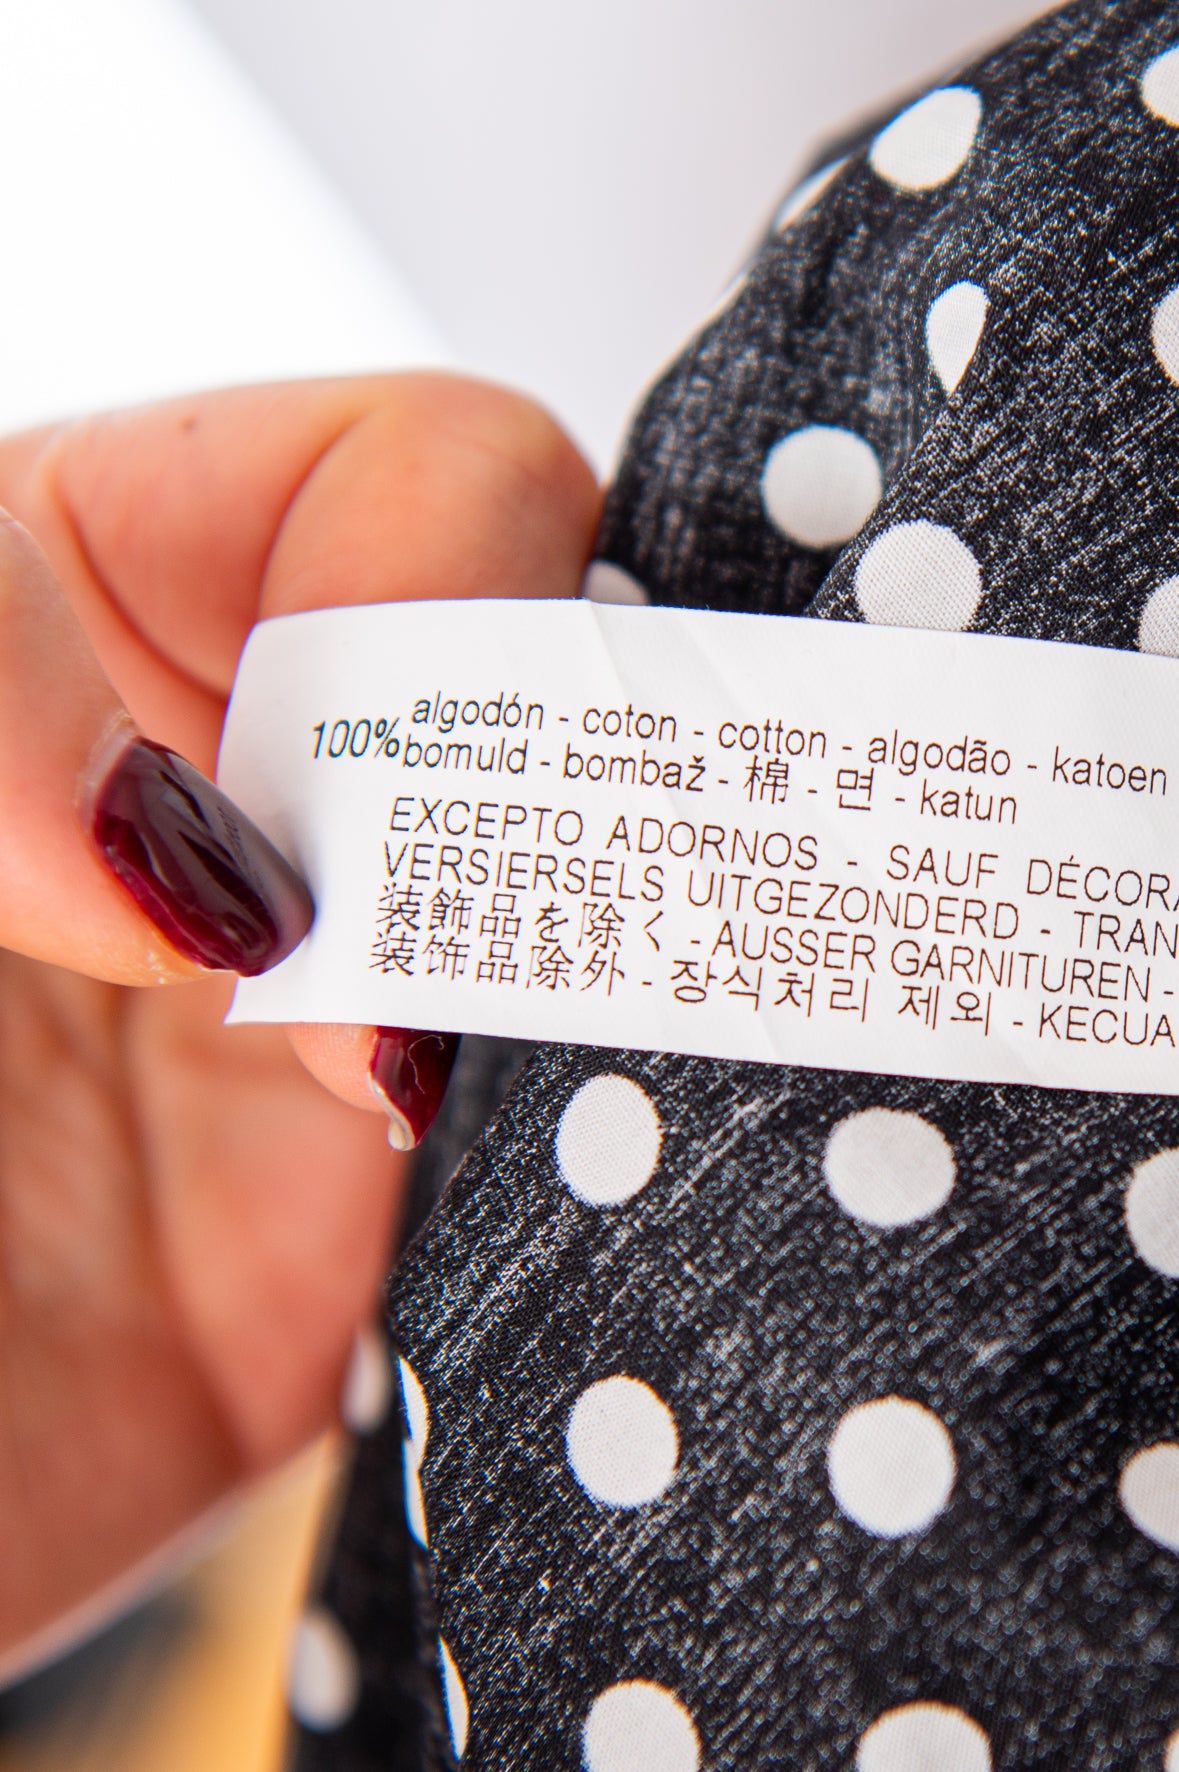 100% algodón - coton - cotton - algodão - katoen
bomuld - bombaž - 棉 - 면 - katun
EXCEPTO ADORNOS - SAUF DÉCORA
VERSIERSELS UITGEZONDERD - TRAN
装飾品を除く - AUSSER GARNITUREN -
装饰品除外 - 장식처리 제외 - KECUA